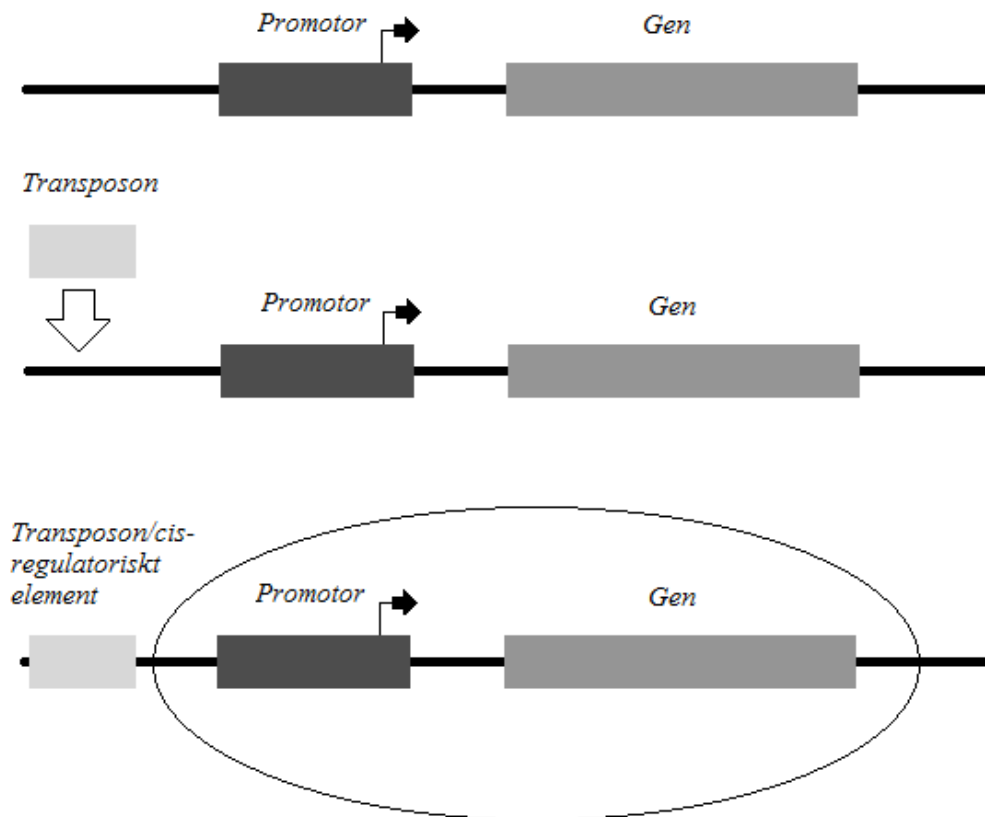 Promotor Gen
Transposon
Promotor Gen
Transposon/cis-
regulatoriskt
element
Promotor Gen